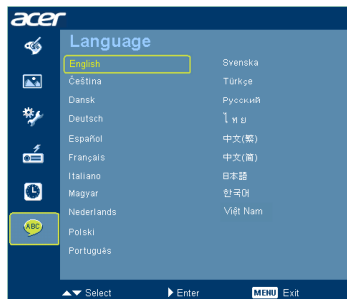 acer
Language
English
Čeština
Dansk
Deutsch
Español
Français
Italiano
Magyar
Nederlands
Polski
Português
Svenska
Türkçe
Русский
ไทย
中文(繁)
中文(简)
日本語
한국어
Việt Nam
ABC
Select
Enter
MENU Exit